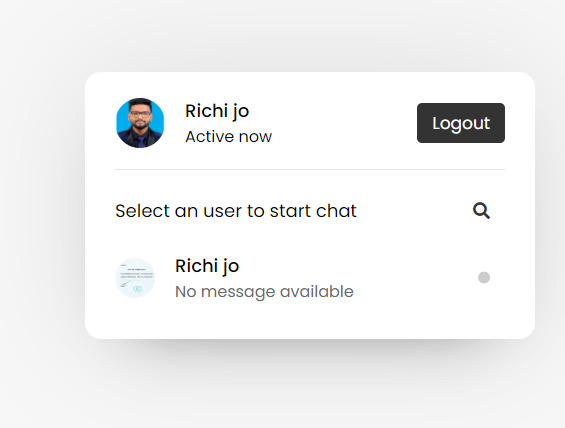 Richi jo
Active now
Logout
Select an user to start chat
Richi jo
No message available